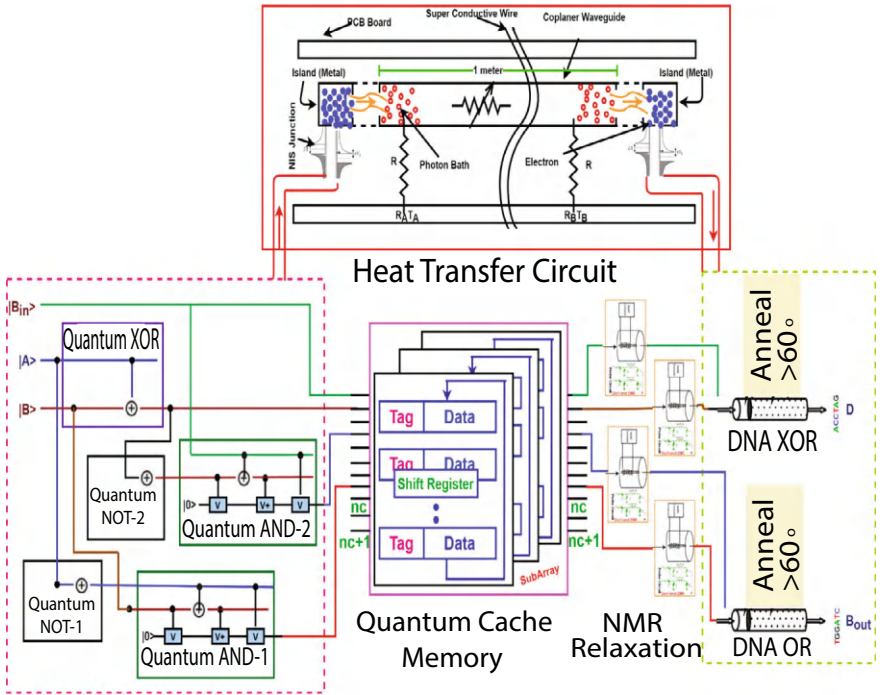 PCB Board
Super Conductive Wire
Coplaner Waveguide
1 meter
Island (Metal)
Island (Metal)
NIS Junction
R
Photon Bath
Electron
R
RATA
RBTB
Heat Transfer Circuit
|Bin>
Quantum XOR
|A>
|B>
Quantum
NOT-2
|0>
V
V+
V
Quantum AND-2
Quantum
NOT-1
|0>
V
V+
V
Quantum AND-1
Tag
Data
Tag
Data
Shift Register
Tag
Data
nc
nc+1
nc
nc+1
SubArray
Quantum Cache
Memory
NMR
Relaxation
Anneal
>60°
ACCTAG
D
DNA XOR
Anneal
>60°
TGGATC
Bout
DNA OR